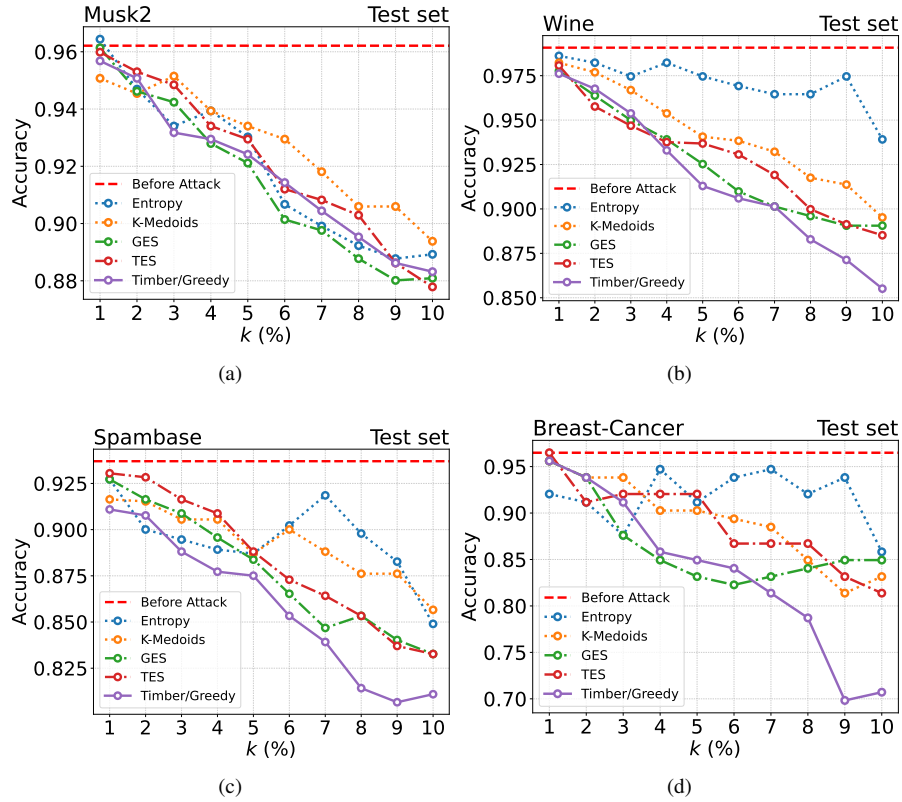 Musk2 Test set
0.96
0.94
0.92
0.90
0.88
Accuracy
Before Attack
Entropy
K-Medoids
GES
TES
Timber/Greedy
1 2 3 4 5 6 7 8 9 10
k (%)
(a)
Wine Test set
0.975
0.950
0.925
0.900
0.875
0.850
Accuracy
Before Attack
Entropy
K-Medoids
GES
TES
Timber/Greedy
1 2 3 4 5 6 7 8 9 10
k (%)
(b)
Spambase Test set
0.925
0.900
0.875
0.850
0.825
Accuracy
Before Attack
Entropy
K-Medoids
GES
TES
Timber/Greedy
1 2 3 4 5 6 7 8 9 10
k (%)
(c)
Breast-Cancer Test set
0.95
0.90
0.85
0.80
0.75
0.70
Accuracy
Before Attack
Entropy
K-Medoids
GES
TES
Timber/Greedy
1 2 3 4 5 6 7 8 9 10
k (%)
(d)